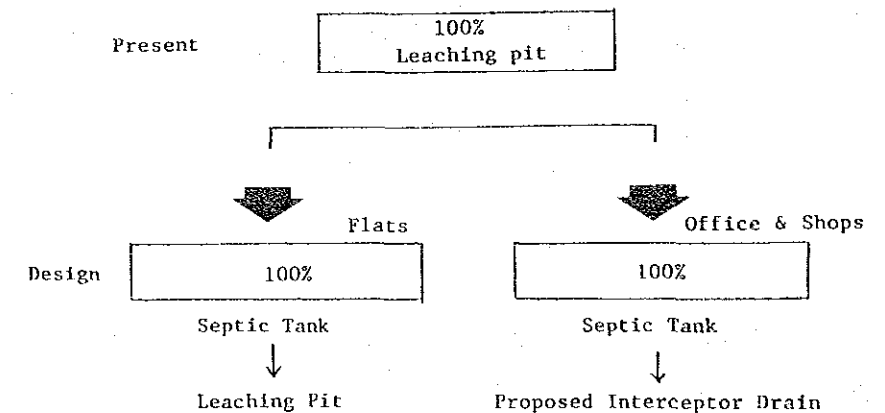 Present
100%
Leaching pit
Flats
Office & Shops
Design
100%
100%
Septic Tank
Septic Tank
Leaching Pit
Proposed Interceptor Drain